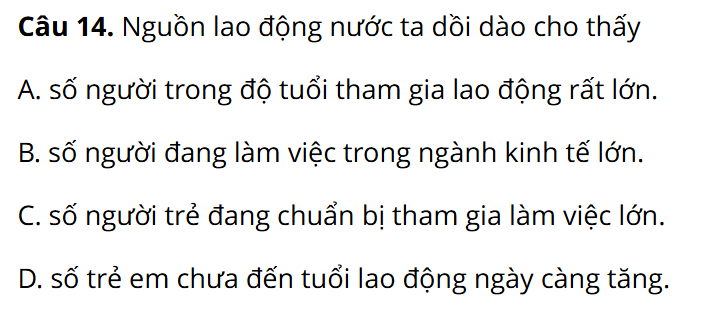 Câu 14. Nguồn lao động nước ta dồi dào cho thấy
A. số người trong độ tuổi tham gia lao động rất lớn.
B. số người đang làm việc trong ngành kinh tế lớn.
C. số người trẻ đang chuẩn bị tham gia làm việc lớn.
D. số trẻ em chưa đến tuổi lao động ngày càng tăng.